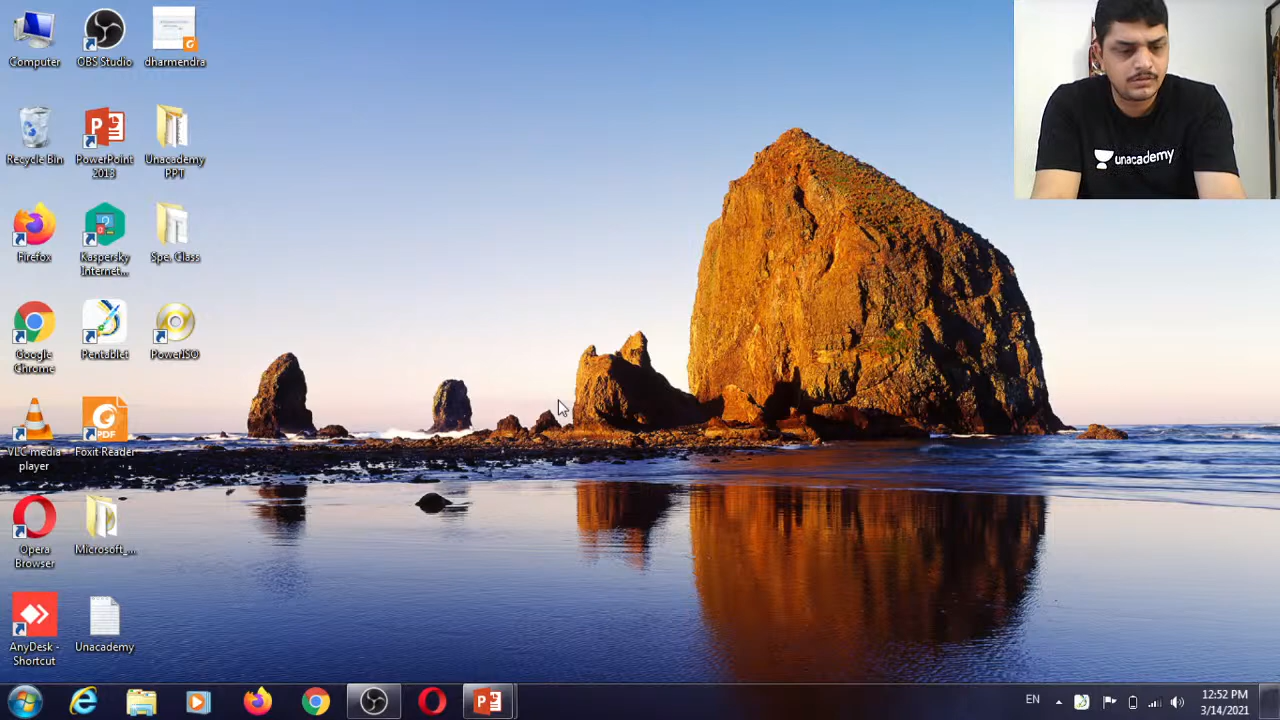 Computer
OBS Studio
dharmendra
Recycle Bin
PowerPoint
2013
Unacademy
PPT
Firefox
Kaspersky
Internet...
Spe. Class
Google
Chrome
Pentablet
PowerISO
VLC media
player
PDF
Foxit Reader
Opera
Browser
Microsoft_...
AnyDesk -
Shortcut
Unacademy
unacademy
EN
12:52 PM
3/14/2021